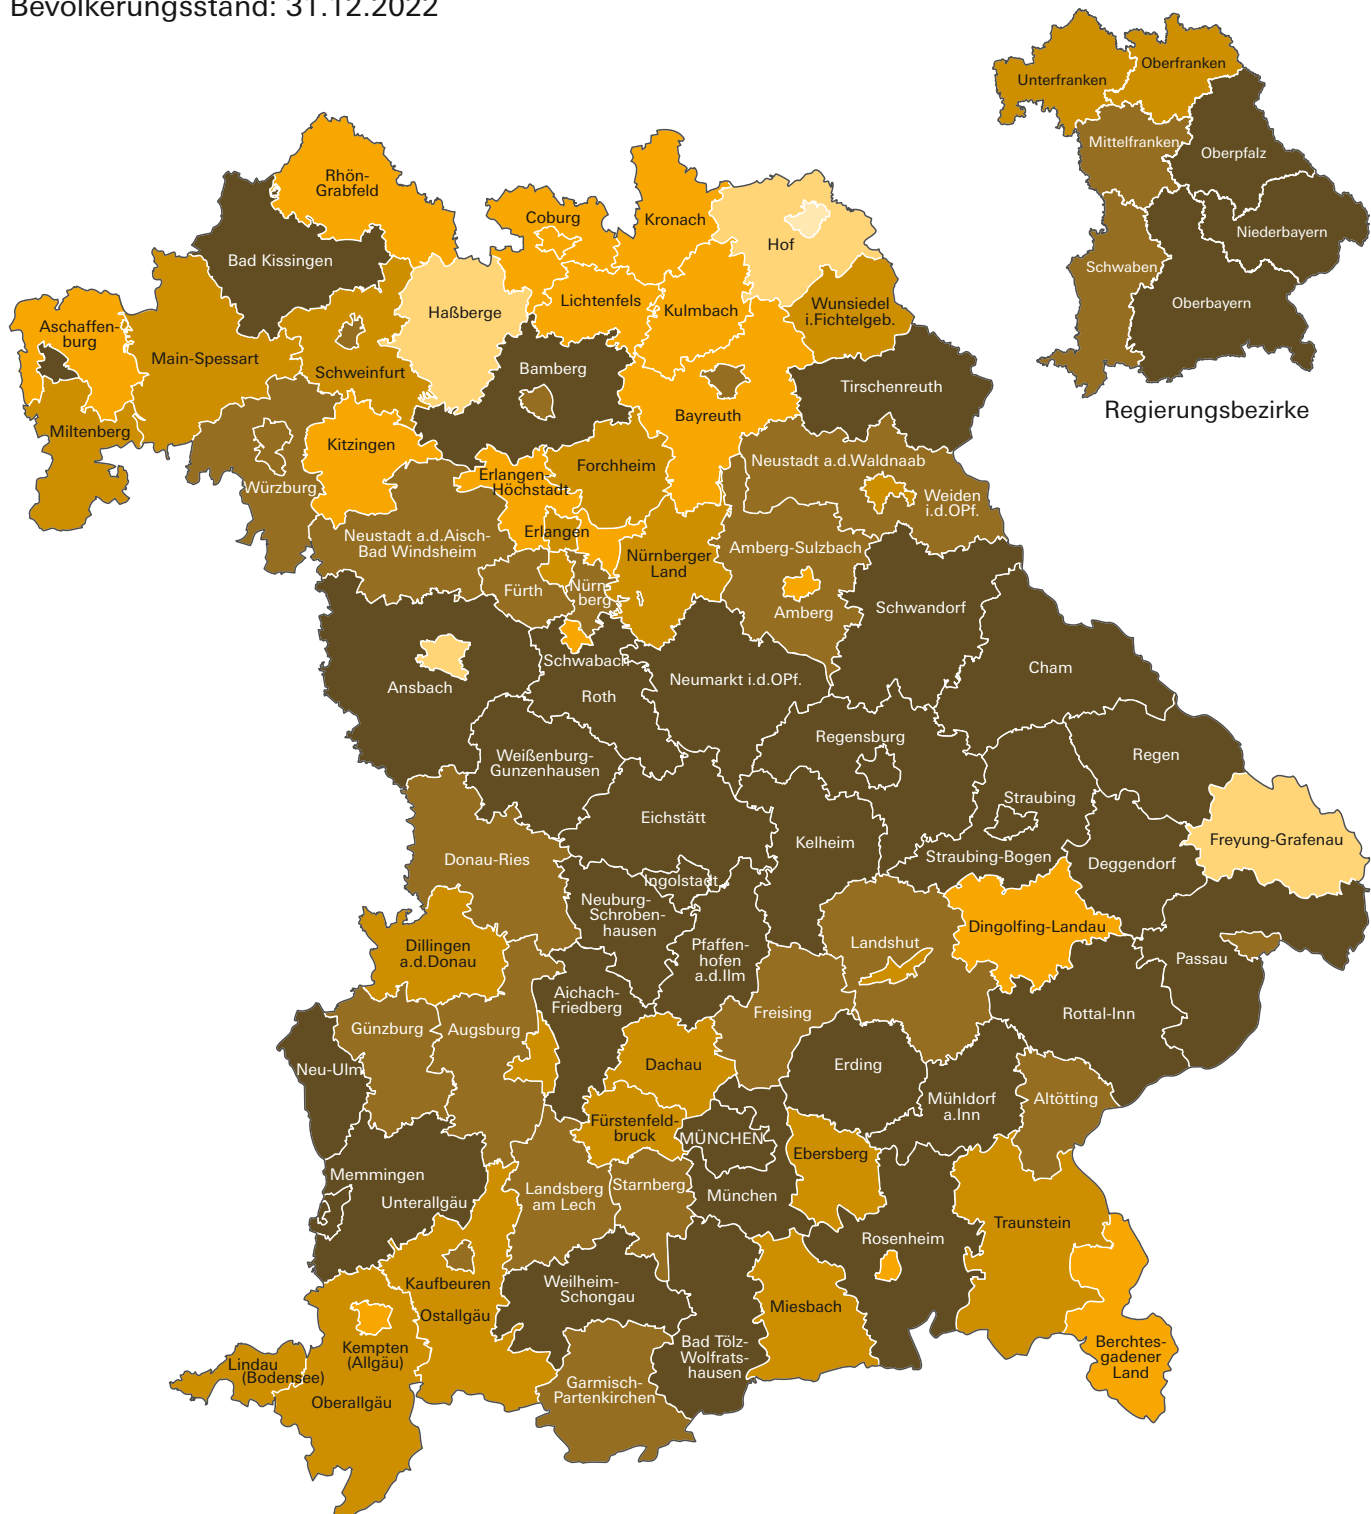 Bevölkerungsstand: 31.12.2022
Unterfranken
Oberfranken
Mittelfranken
Oberpfalz
Niederbayern
Schwaben
Oberbayern
Regierungsbezirke
Rhön-
Grabfeld
Coburg
Kronach
Hof
Bad Kissingen
Lichtenfels
Kulmbach
Wunsiedel
i.Fichtelgeb.
Haßberge
Aschaffen-
burg
Main-Spessart
Schweinfurt
Bamberg
Tirschenreuth
Bayreuth
Miltenberg
Kitzingen
Forchheim
Neustadt a.d.Waldnaab
Erlangen-
Höchstadt
Würzburg
Weiden
i.d.OPf.
Erlangen
Neustadt a.d.Aisch-
Bad Windsheim
Nürnberger
Land
Amberg-Sulzbach
Fürth
Nürn-
berg
Amberg
Schwandorf
Schwabach
Cham
Ansbach
Roth
Neumarkt i.d.OPf.
Regensburg
Regen
Weißenburg-
Gunzenhausen
Straubing
Eichstätt
Kelheim
Freyung-Grafenau
Donau-Ries
Straubing-Bogen
Deggendorf
Ingolstadt
Neuburg-
Schroben-
hausen
Dingolfing-Landau
Dillingen
a.d.Donau
Pfaffen-
hofen
a.d.Ilm
Landshut
Passau
Aichach-
Friedberg
Freising
Rottal-Inn
Günzburg
Augsburg
Neu-Ulm
Dachau
Erding
Mühldorf
a.Inn
Altötting
Fürstenfeld-
bruck
MÜNCHEN
Ebersberg
Memmingen
Unterallgäu
Landsberg
am Lech
Starnberg
München
Traunstein
Rosenheim
Kaufbeuren
Weilheim-
Schongau
Ostallgäu
Miesbach
Kempten
(Allgäu)
Bad Tölz-
Wolfrats-
hausen
Berchtes-
gadener
Land
Lindau
(Bodensee)
Garmisch-
Partenkirchen
Oberallgäu